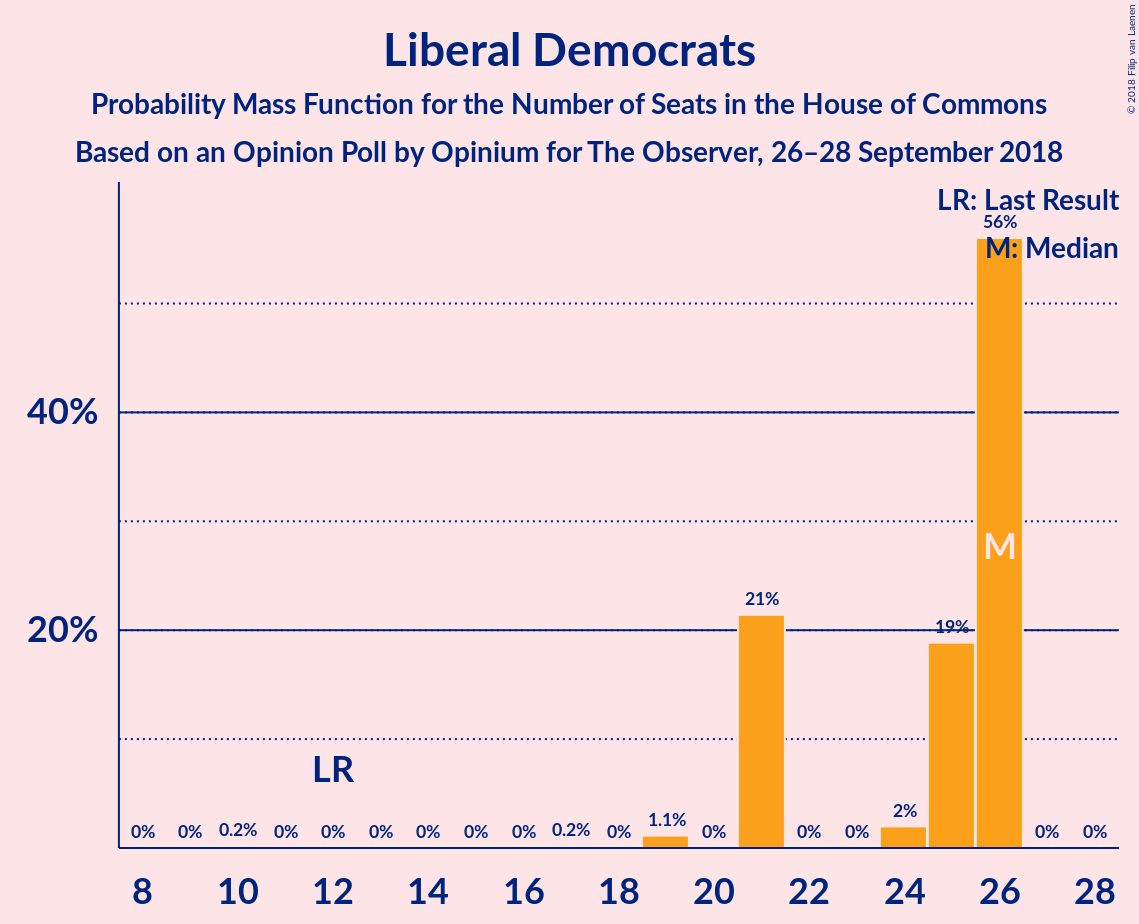 Liberal Democrats
Probability Mass Function for the Number of Seats in the House of Commons
Based on an Opinion Poll by Opinium for The Observer, 26–28 September 2018
© 2018 Filip van Laenen
LR: Last Result
56%
M: Median
40%
M
21%
19%
20%
LR
2%
1.1%
0% 0% 0.2% 0% 0% 0% 0% 0% 0% 0.2% 0% 0% 0% 0% 0% 0%
8 10 12 14 16 18 20 22 24 26 28